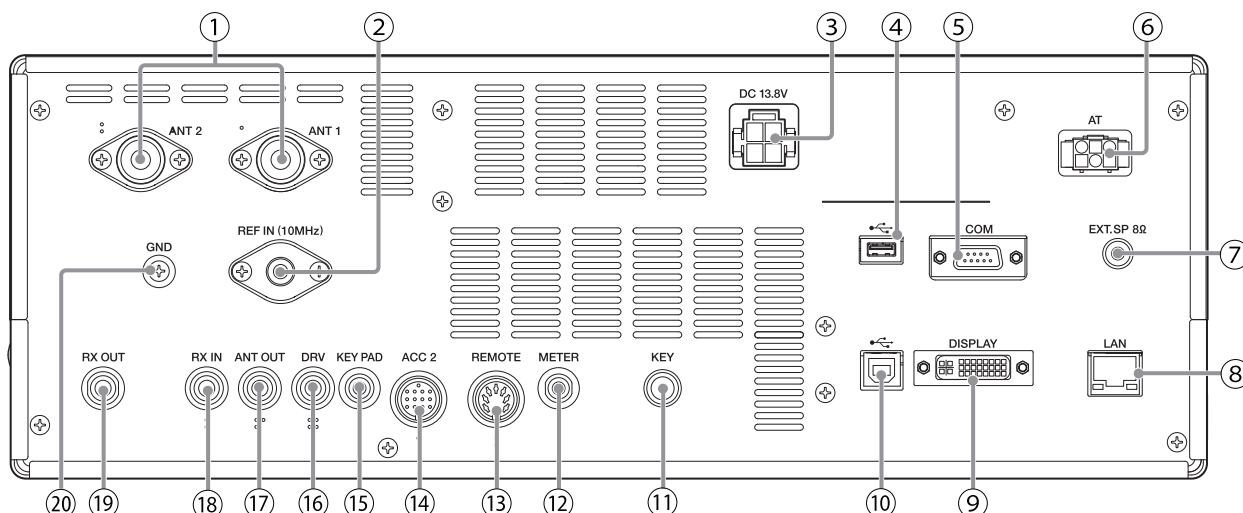 ① ② ③ ④ ⑤ ⑥
DC 13.8V
ANT 2 ANT 1 AT
REF IN (10MHz) COM EXT.SP 8Ω
GND
⑦
RX OUT RX IN ANT OUT DRV KEY PAD ACC 2 REMOTE METER KEY DISPLAY LAN
⑧
⑳ ⑲ ⑱ ⑰ ⑯ ⑮ ⑭ ⑬ ⑫ ⑪ ⑩ ⑨